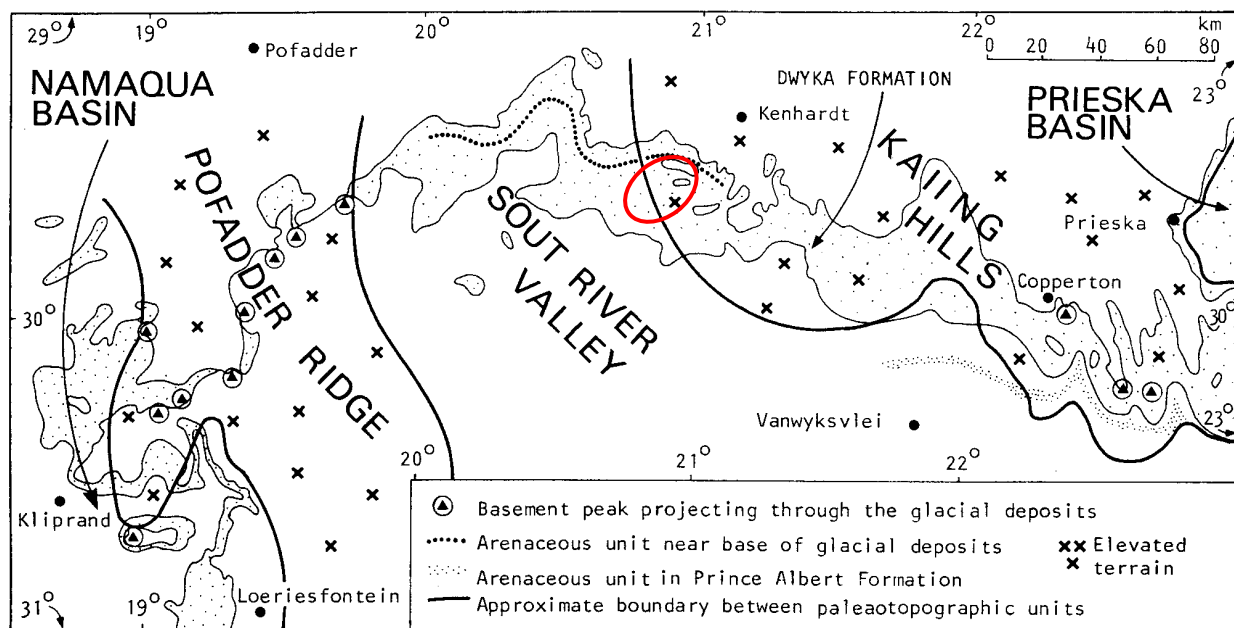 29° 19° 20° 21° 22° km
0 20 40 60 80
Pofadder
NAMAQUA
BASIN
DWYKA FORMATION
23°
PRIESKA
BASIN
Kenhardt
KAIING
HILLS
POFADDER
RIDGE
SOUT RIVER
VALLEY
Prieska
Copperton
30°
30°
Vanwyksvlei
23°
20° 21° 22°
Kliprand
Basement peak projecting through the glacial deposits
Arenaceous unit near base of glacial deposits
Elevated
terrain
Arenaceous unit in Prince Albert Formation
Approximate boundary between paleaotopographic units
31° 19°
Loeriesfontein